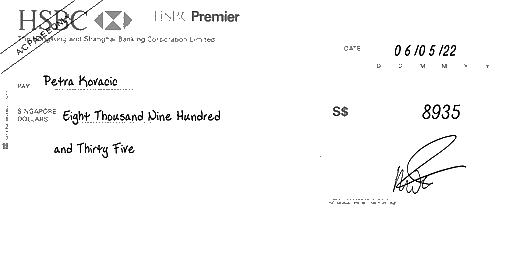 HSBC HSBC Premier
The Hongkong and Shanghai Banking Corporation Limited
A/C PAYEE ONLY
DATE 06/05/22
D D M M Y Y
PAY Petra Kovacic
SINGAPORE DOLLARS Eight Thousand Nine Hundred
and Thirty Five
S$ 8935